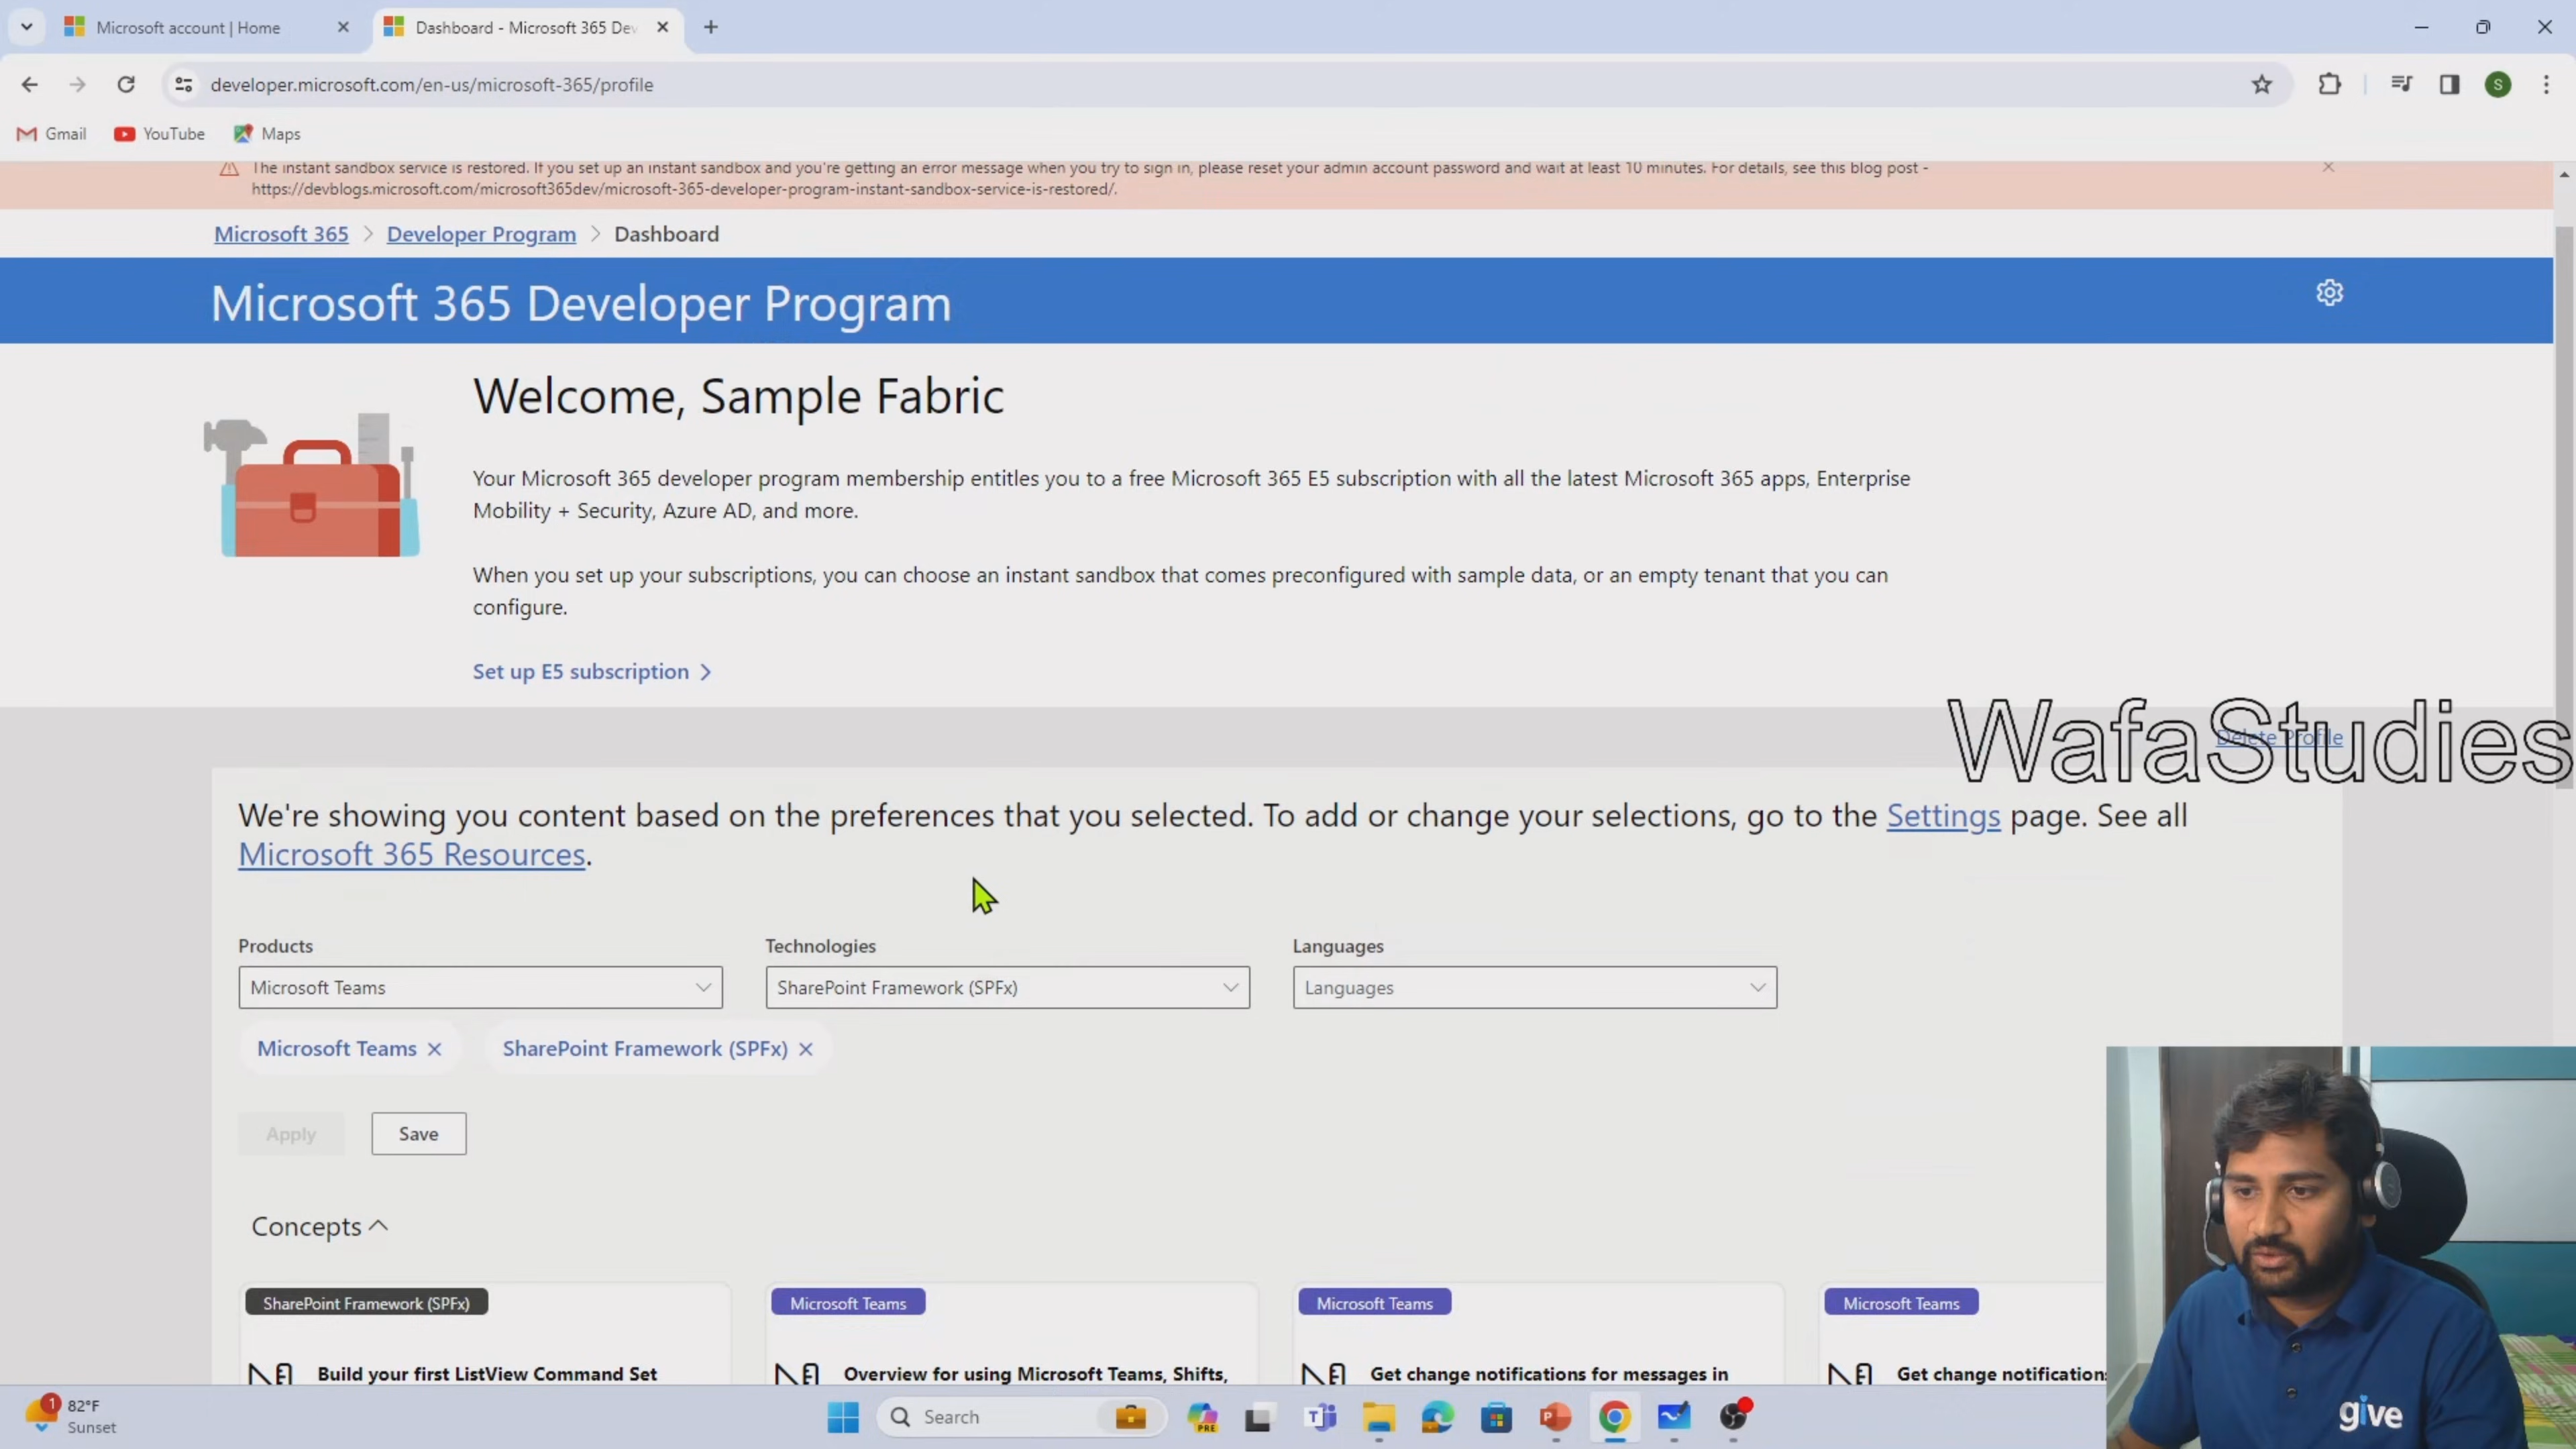 Microsoft account | Home
Dashboard - Microsoft 365 Dev
developer.microsoft.com/en-us/microsoft-365/profile
S
Gmail
YouTube
Maps
The instant sandbox service is restored. If you set up an instant sandbox and you're getting an error message when you try to sign in, please reset your admin account password and wait at least 10 minutes. For details, see this blog post -
https://devblogs.microsoft.com/microsoft365dev/microsoft-365-developer-program-instant-sandbox-service-is-restored/.
Microsoft 365 > Developer Program > Dashboard
Microsoft 365 Developer Program
Welcome, Sample Fabric
Your Microsoft 365 developer program membership entitles you to a free Microsoft 365 E5 subscription with all the latest Microsoft 365 apps, Enterprise
Mobility + Security, Azure AD, and more.
When you set up your subscriptions, you can choose an instant sandbox that comes preconfigured with sample data, or an empty tenant that you can
configure.
Set up E5 subscription >
WafaStudies
Delete Profile
We're showing you content based on the preferences that you selected. To add or change your selections, go to the Settings page. See all
Microsoft 365 Resources.
Products
Technologies
Languages
Microsoft Teams
SharePoint Framework (SPFx)
Languages
Microsoft Teams
SharePoint Framework (SPFx)
Apply
Save
Concepts
SharePoint Framework (SPFx)
Microsoft Teams
Microsoft Teams
Microsoft Teams
Build your first ListView Command Set
Overview for using Microsoft Teams, Shifts,
Get change notifications for messages in
Get change notification
give
1
82°F
Sunset
Search
PRE